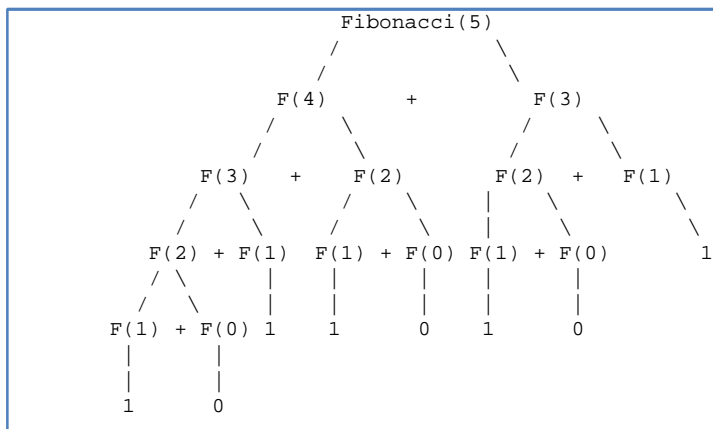 Fibonacci(5)
/ \
/ \
F(4) + F(3)
/ \ / \
/ \ / \
F(3) + F(2) F(2) + F(1)
/ \ / \ | \ \
/ \ / \ | \ \
F(2) + F(1) F(1) + F(0) F(1) + F(0) 1
/ \ | | | | |
/ \ | | | | |
F(1) + F(0) 1 1 0 1 0
| |
| |
1 0